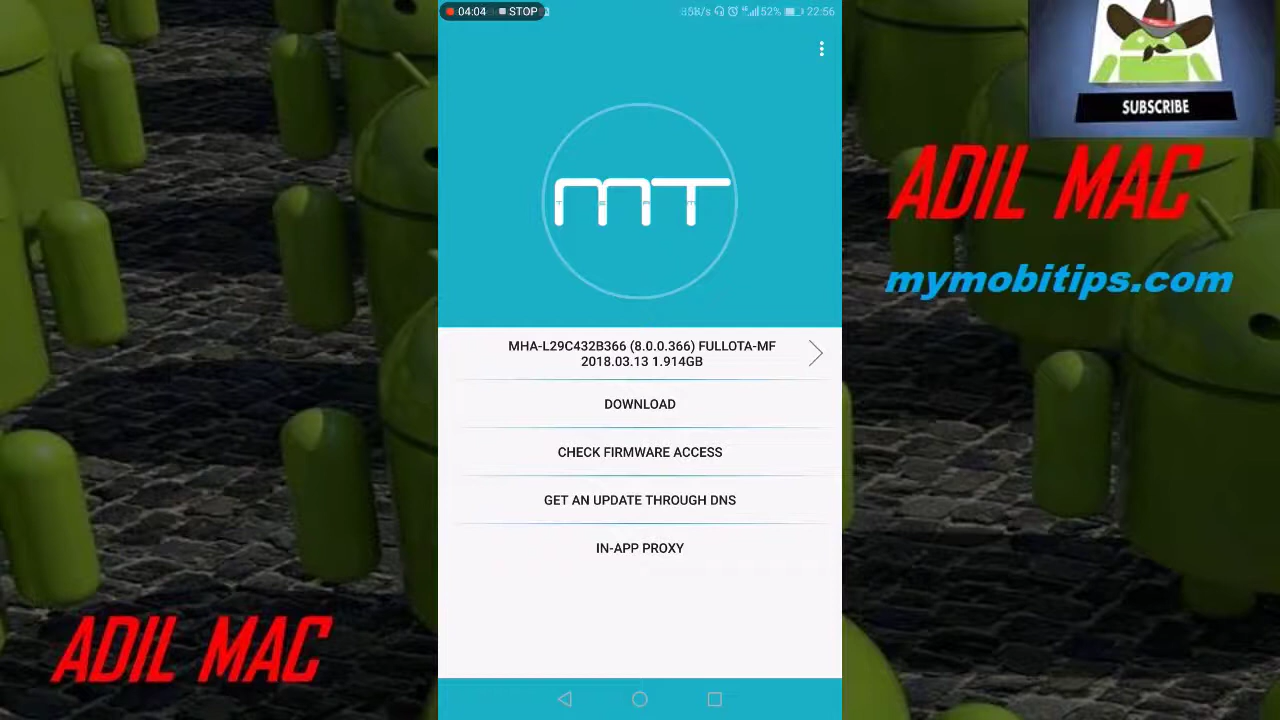 04:04 STOP
52% 22:56
SUBSCRIBE
ADIL MAC
mymobitips.com
MT
MHA-L29C432B366 (8.0.0.366) FULLOTA-MF
2018.03.13 1.914GB
DOWNLOAD
CHECK FIRMWARE ACCESS
GET AN UPDATE THROUGH DNS
IN-APP PROXY
ADIL MAC